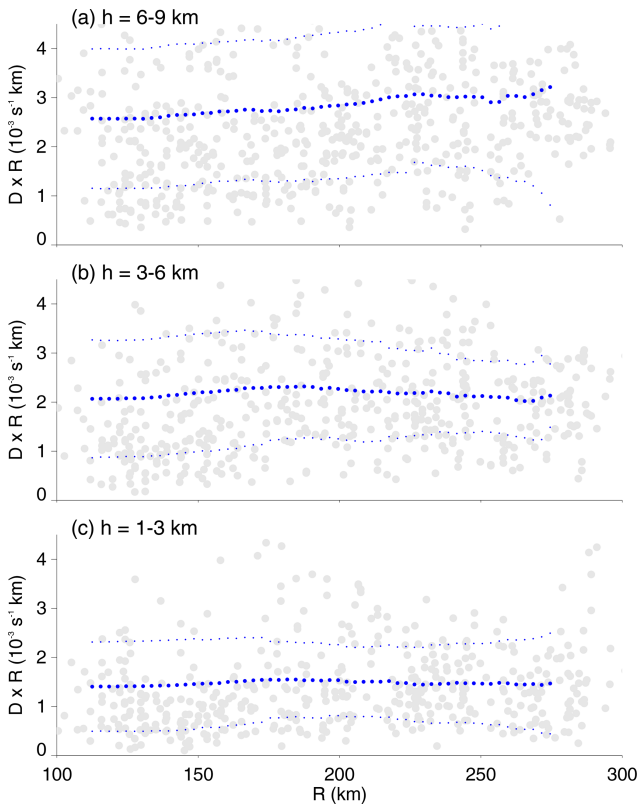 (a) h = 6-9 km
4
3
2
1
0
D x R (10⁻³ s⁻¹ km)
(b) h = 3-6 km
4
3
2
1
0
D x R (10⁻³ s⁻¹ km)
(c) h = 1-3 km
4
3
2
1
0
D x R (10⁻³ s⁻¹ km)
100 150 200 250 300
R (km)